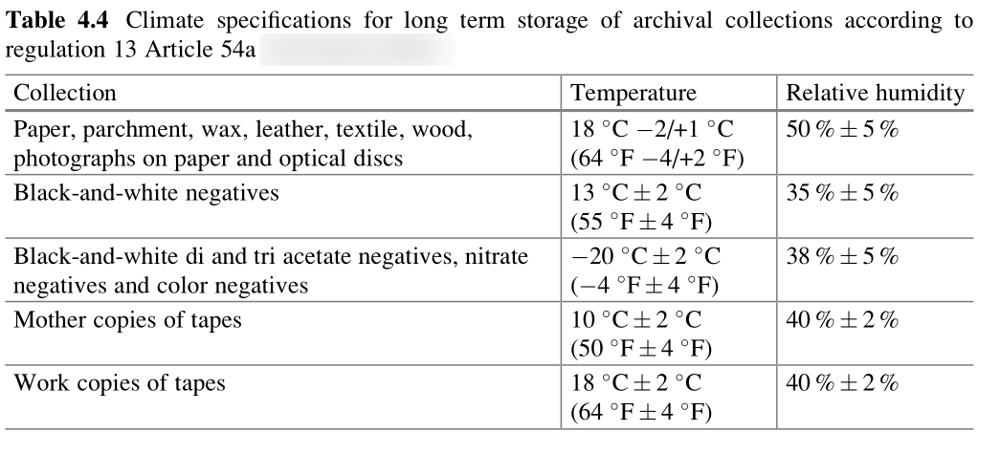 Table 4.4 Climate specifications for long term storage of archival collections according to
regulation 13 Article 54a
Collection Temperature Relative humidity
Paper, parchment, wax, leather, textile, wood, 18 °C −2/+1 °C 50 % ± 5 %
photographs on paper and optical discs (64 °F −4/+2 °F)
Black-and-white negatives 13 °C ± 2 °C 35 % ± 5 %
(55 °F ± 4 °F)
Black-and-white di and tri acetate negatives, nitrate −20 °C ± 2 °C 38 % ± 5 %
negatives and color negatives (−4 °F ± 4 °F)
Mother copies of tapes 10 °C ± 2 °C 40 % ± 2 %
(50 °F ± 4 °F)
Work copies of tapes 18 °C ± 2 °C 40 % ± 2 %
(64 °F ± 4 °F)